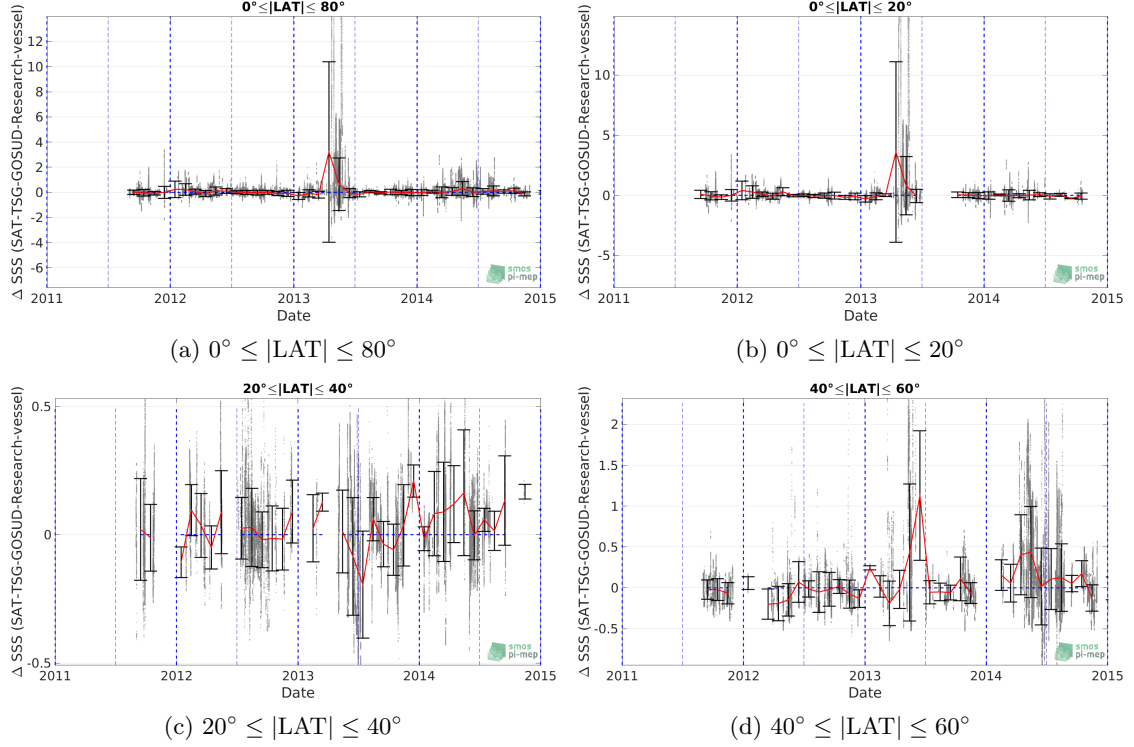 0°≤|LAT|≤ 80°
Δ SSS (SAT-TSG-GOSUD-Research-vessel)
12
10
8
6
4
2
0
-2
-4
-6
2011 2012 2013 2014 2015
Date
smos
pi-mep
(a) 0° ≤ |LAT| ≤ 80°
0°≤|LAT|≤ 20°
Δ SSS (SAT-TSG-GOSUD-Research-vessel)
10
5
0
-5
2011 2012 2013 2014 2015
Date
smos
pi-mep
(b) 0° ≤ |LAT| ≤ 20°
20°≤|LAT|≤ 40°
Δ SSS (SAT-TSG-GOSUD-Research-vessel)
0.5
0
-0.5
2011 2012 2013 2014 2015
Date
smos
pi-mep
(c) 20° ≤ |LAT| ≤ 40°
40°≤|LAT|≤ 60°
Δ SSS (SAT-TSG-GOSUD-Research-vessel)
2
1.5
1
0.5
0
-0.5
2011 2012 2013 2014 2015
Date
smos
pi-mep
(d) 40° ≤ |LAT| ≤ 60°